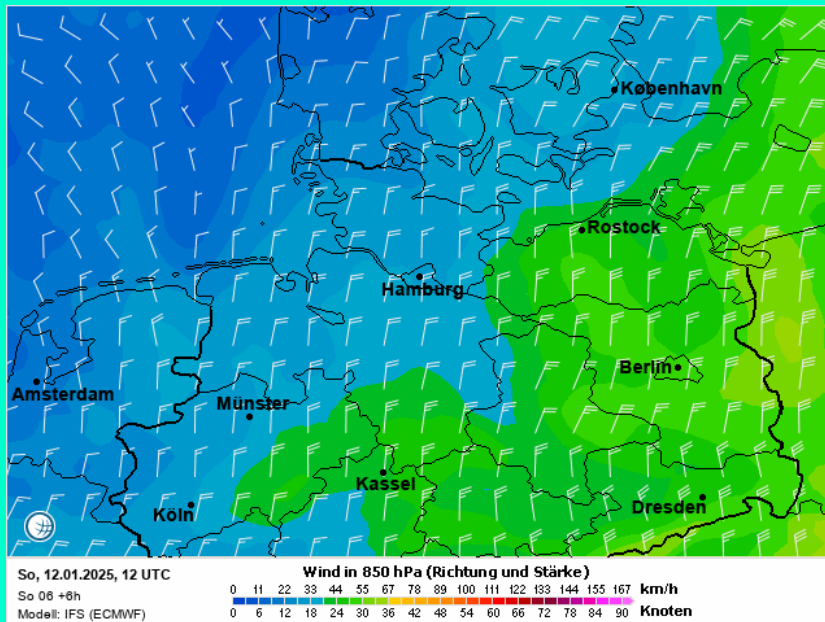 København
Rostock
Hamburg
Berlin
Amsterdam
Münster
Kassel
Köln
Dresden
So, 12.01.2025, 12 UTC
So 06 +6h
Modell: IFS (ECMWF)
Wind in 850 hPa (Richtung und Stärke)
0 11 22 33 44 55 67 78 89 100 111 122 133 144 155 167 km/h
0 6 12 18 24 30 36 42 48 54 60 66 72 78 84 90 Knoten